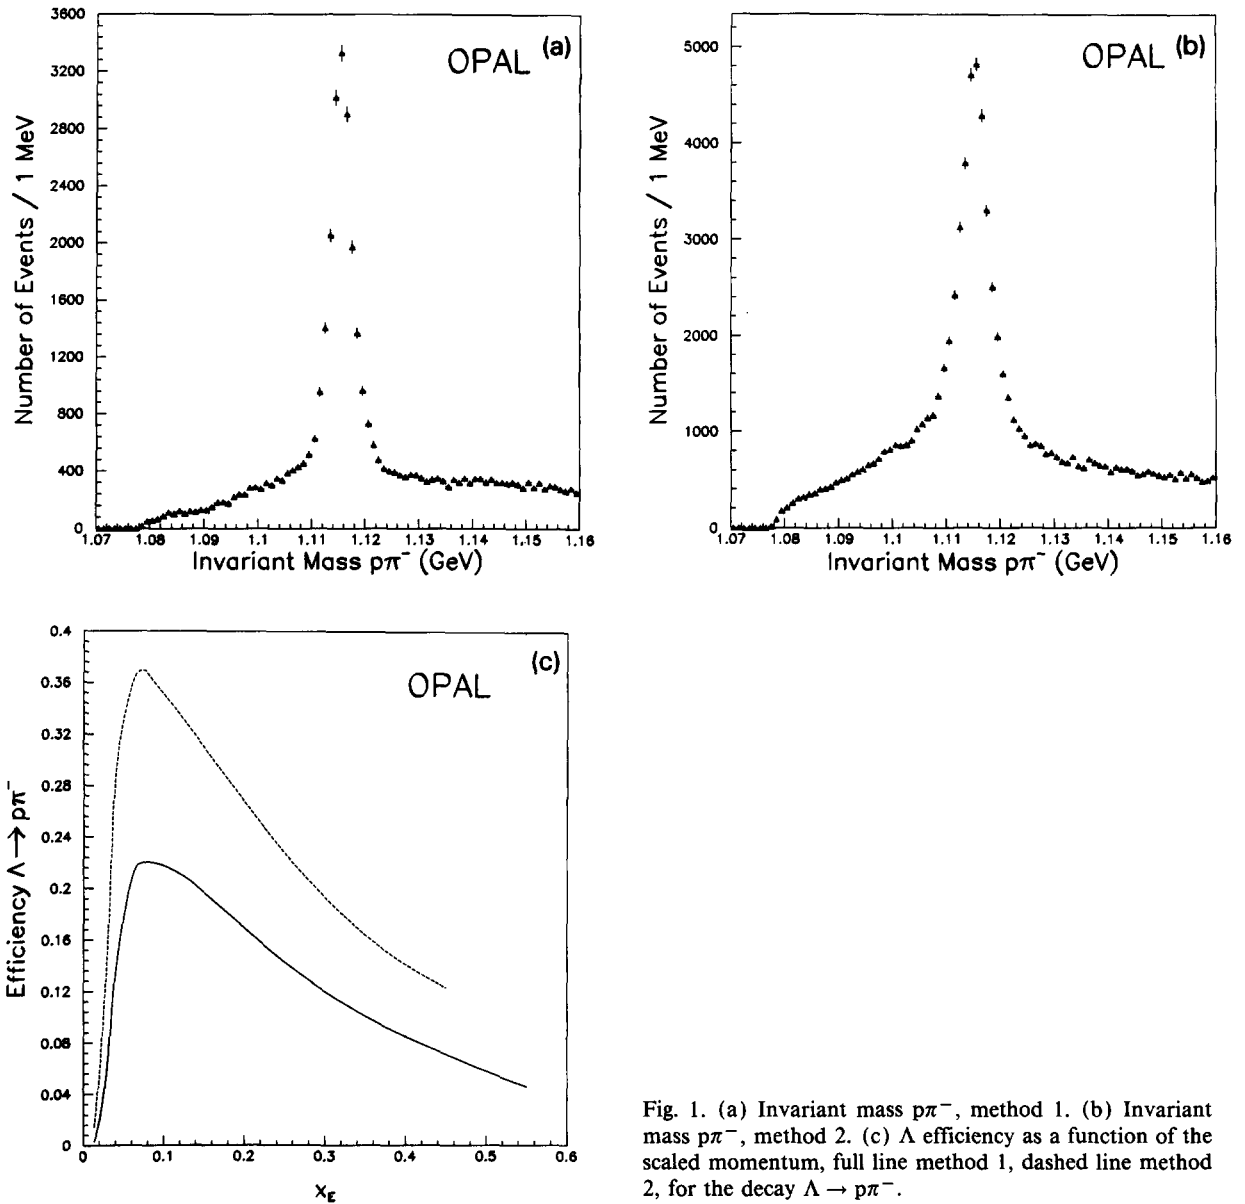 3600
3200
2800
2400
2000
1600
1200
800
400
0
Number of Events / 1 MeV
OPAL (a)
1.07 1.08 1.09 1.1 1.11 1.12 1.13 1.14 1.15 1.16
Invariant Mass pπ⁻ (GeV)
5000
4000
3000
2000
1000
0
Number of Events / 1 MeV
OPAL (b)
1.07 1.08 1.09 1.1 1.11 1.12 1.13 1.14 1.15 1.16
Invariant Mass pπ⁻ (GeV)
0.4
0.36
0.32
0.28
0.24
0.2
0.16
0.12
0.08
0.04
0
Efficiency Λ → pπ⁻
OPAL (c)
0 0.1 0.2 0.3 0.4 0.5 0.6
x_E
Fig. 1. (a) Invariant mass pπ⁻, method 1. (b) Invariant
mass pπ⁻, method 2. (c) Λ efficiency as a function of the
scaled momentum, full line method 1, dashed line method
2, for the decay Λ → pπ⁻.